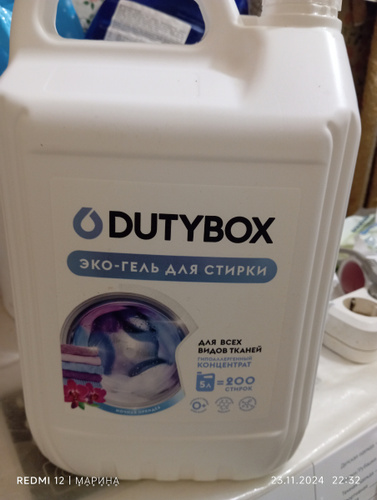 DUTYBOX
ЭКО-ГЕЛЬ ДЛЯ СТИРКИ
ДЛЯ ВСЕХ
ВИДОВ ТКАНЕЙ
ГИПОАЛЛЕРГЕННЫЙ
КОНЦЕНТРАТ
5 л = 200
СТИРОК
0+
REDMI 12 | МАРИНА
23.11.2024 22:32